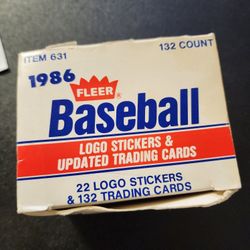 ITEM 631
132 COUNT
1986
FLEER
Baseball
LOGO STICKERS &
UPDATED TRADING CARDS
22 LOGO STICKERS
& 132 TRADING CARDS